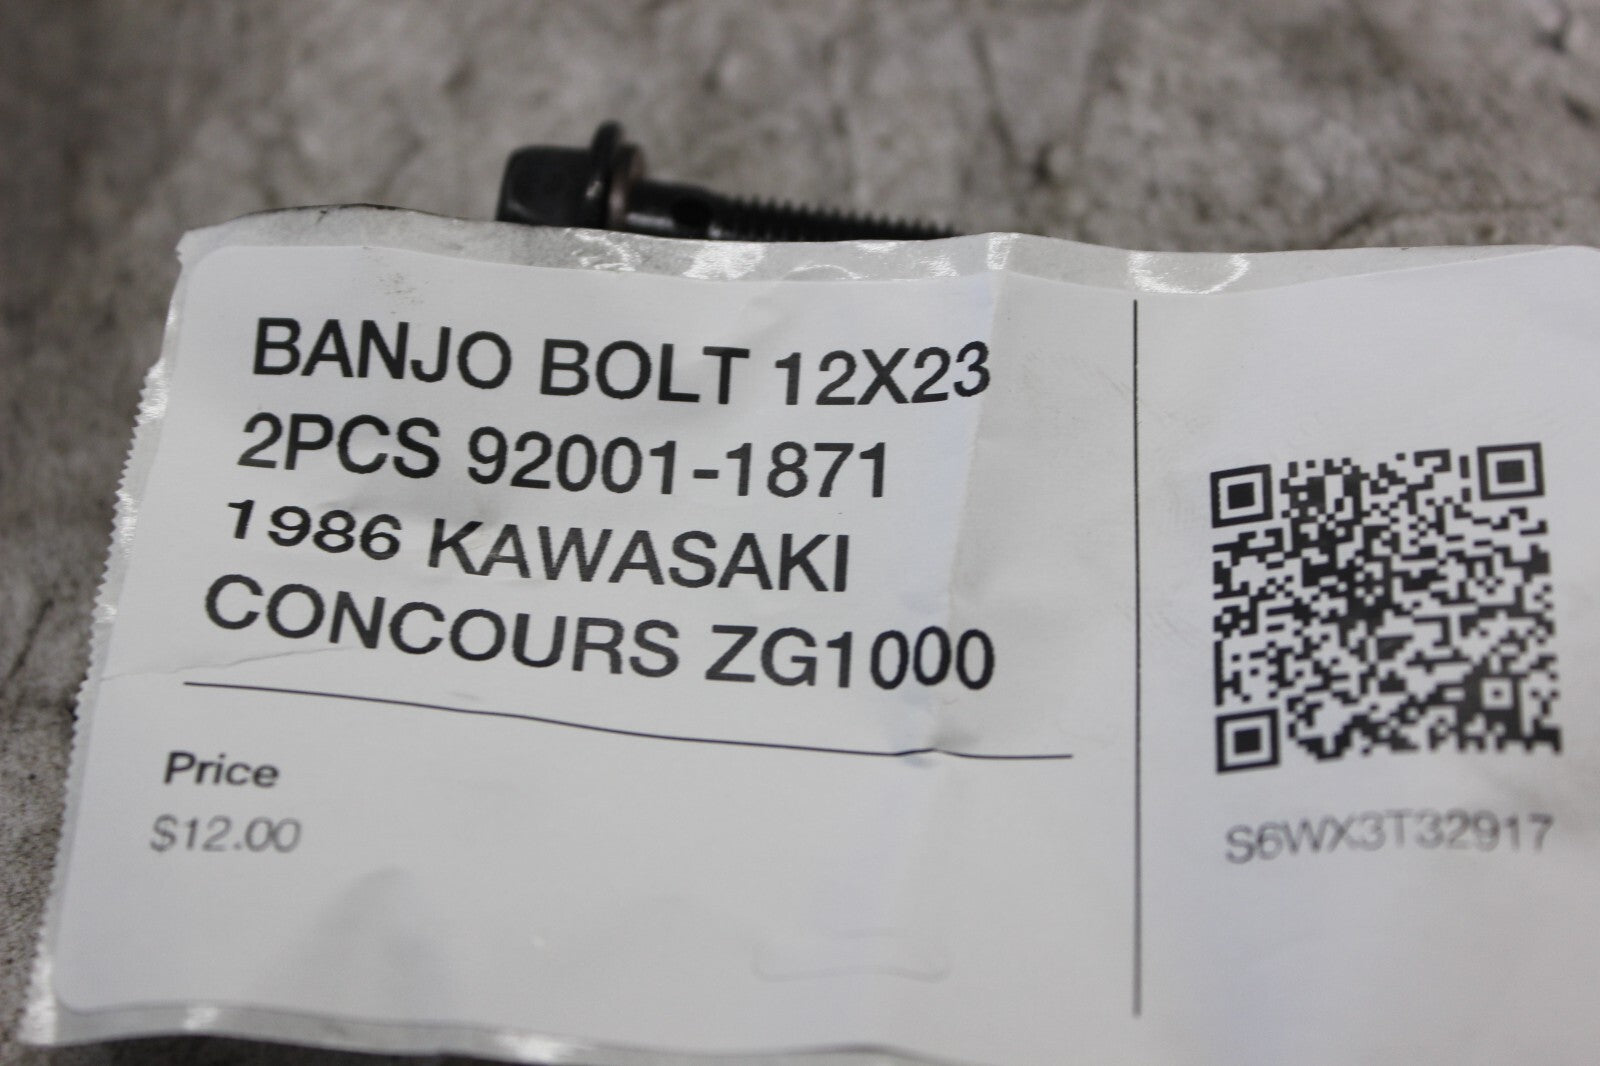 BANJO BOLT 12X23
2PCS 92001-1871
1986 KAWASAKI
CONCOURS ZG1000
Price
$12.00
S6WX3T32917